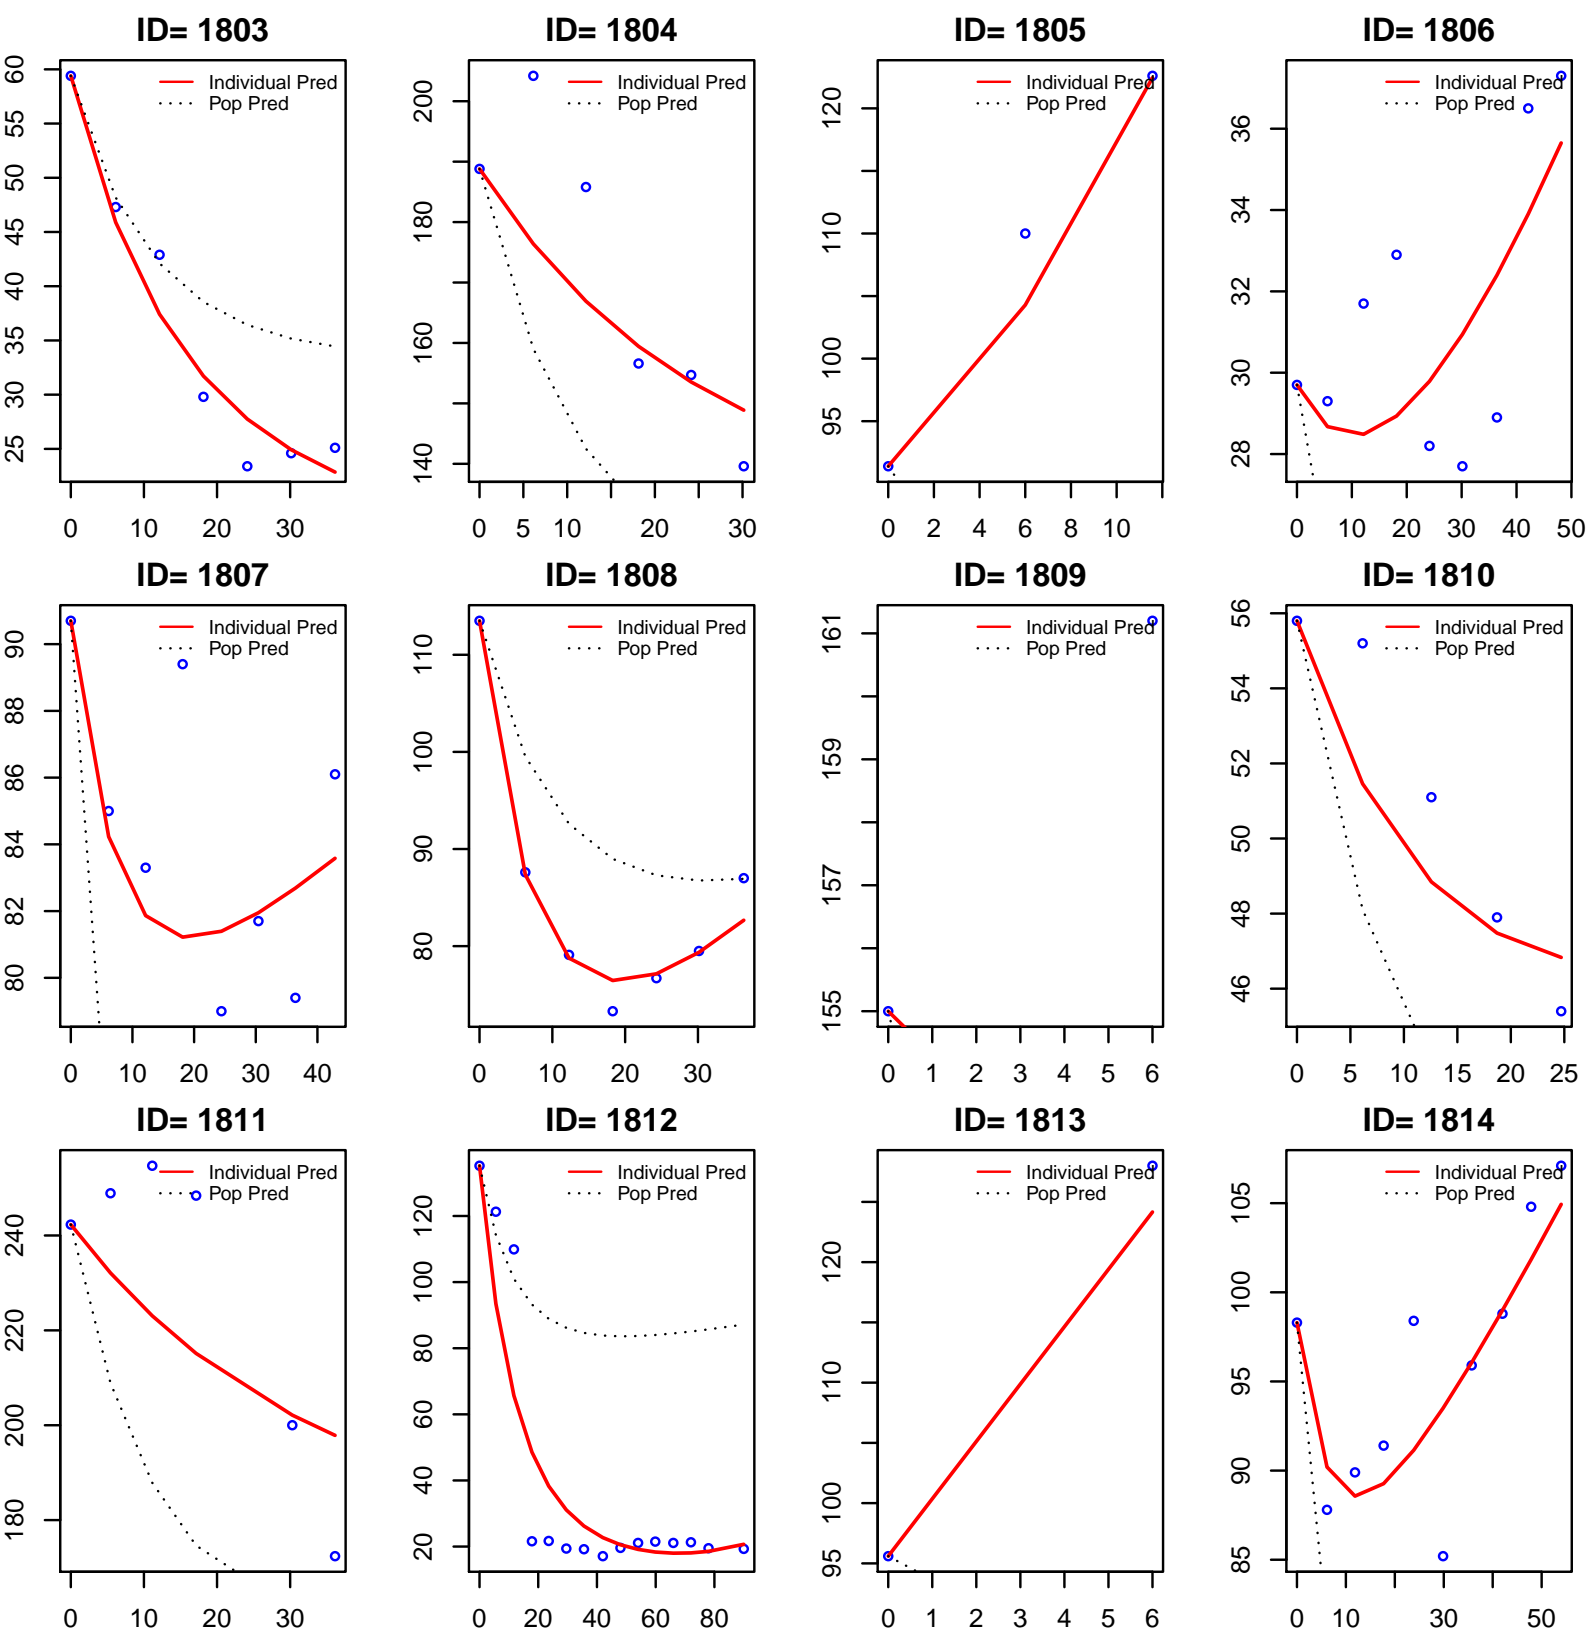 ID= 1803
Individual Pred
Pop Pred
60
55
50
45
40
35
30
25
0 10 20 30
ID= 1804
Individual Pred
Pop Pred
200
180
160
140
0 5 10 20 30
ID= 1805
Individual Pred
Pop Pred
120
110
100
95
0 2 4 6 8 10
ID= 1806
Individual Pred
Pop Pred
36
34
32
30
28
0 10 20 30 40 50
ID= 1807
Individual Pred
Pop Pred
90
88
86
84
82
80
0 10 20 30 40
ID= 1808
Individual Pred
Pop Pred
110
100
90
80
0 10 20 30
ID= 1809
Individual Pred
Pop Pred
161
159
157
155
0 1 2 3 4 5 6
ID= 1810
Individual Pred
Pop Pred
56
54
52
50
48
46
0 5 10 15 20 25
ID= 1811
Individual Pred
Pop Pred
240
220
200
180
0 10 20 30
ID= 1812
Individual Pred
Pop Pred
120
100
80
60
40
20
0 20 40 60 80
ID= 1813
Individual Pred
Pop Pred
120
110
100
95
0 1 2 3 4 5 6
ID= 1814
Individual Pred
Pop Pred
105
100
95
90
85
0 10 30 50